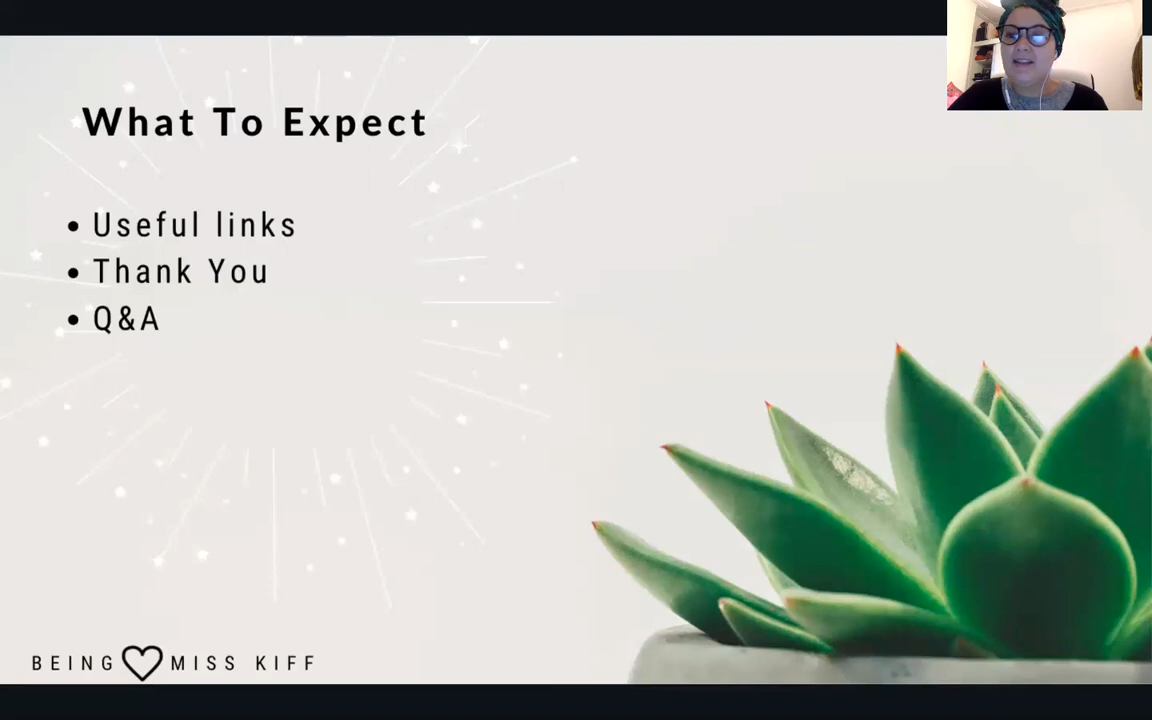 What To Expect
• Useful links
• Thank You
• Q&A
BEING MISS KIFF